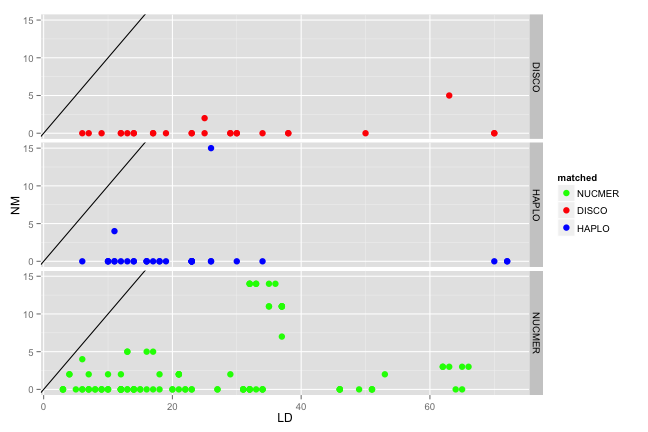 15
10
5
0
DISCO
15
10
5
0
HAPLO
15
10
5
0
NUCMER
0 20 40 60
LD
NM
matched
NUCMER
DISCO
HAPLO